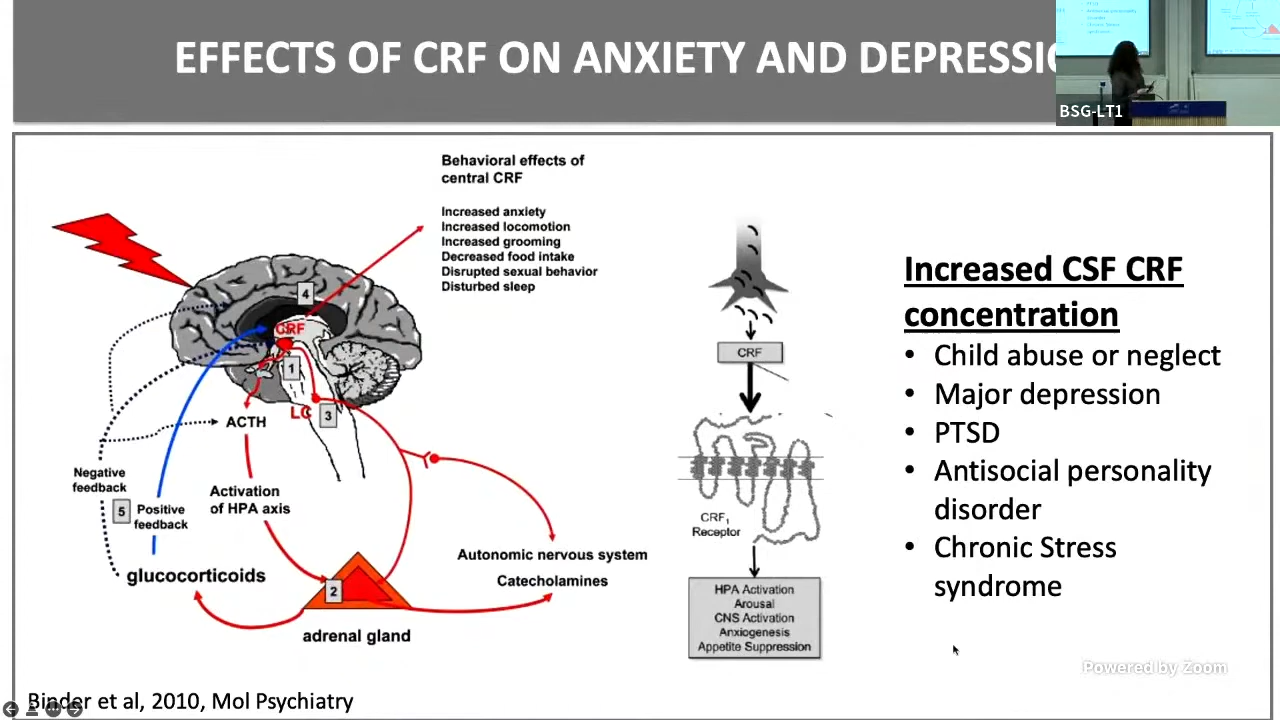 EFFECTS OF CRF ON ANXIETY AND DEPRESSI
BSG-LT1
Behavioral effects of
central CRF
Increased anxiety
Increased locomotion
Increased grooming
Decreased food intake
Disrupted sexual behavior
Disturbed sleep
4
CRF
1
LC
3
ACTH
Negative
feedback
5
Positive
feedback
Activation
of HPA axis
glucocorticoids
2
adrenal gland
Autonomic nervous system
Catecholamines
CRF
CRF1
Receptor
HPA Activation
Arousal
CNS Activation
Anxiogenesis
Appetite Suppression
Increased CSF CRF
concentration
• Child abuse or neglect
• Major depression
• PTSD
• Antisocial personality
disorder
• Chronic Stress
syndrome
Powered by Zoom
Binder et al, 2010, Mol Psychiatry